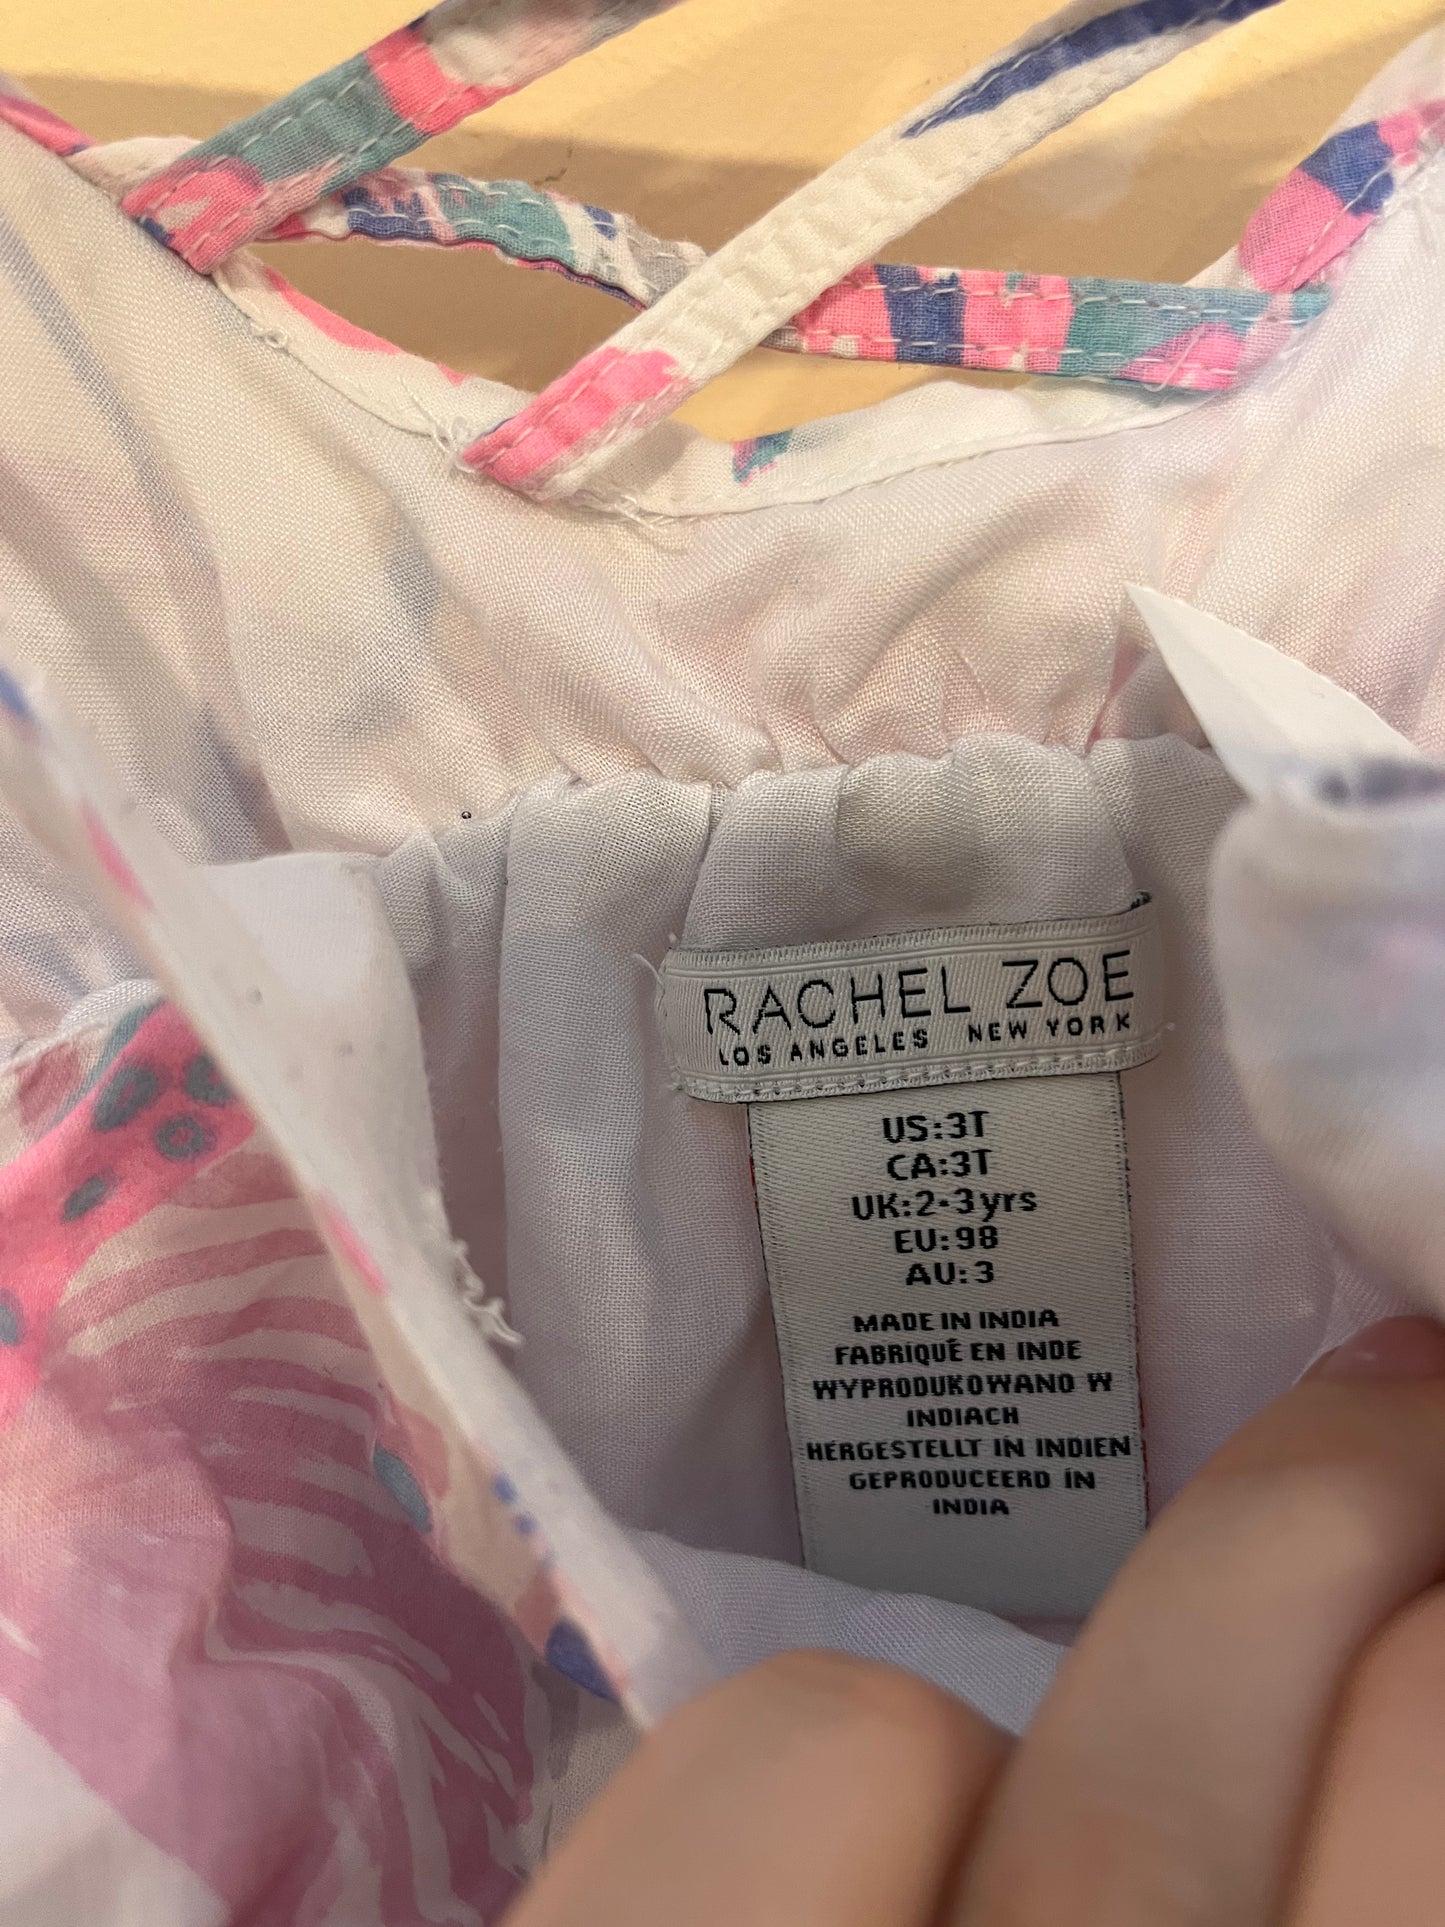 RACHEL ZOE
LOS ANGELES NEW YORK
US:3T
CA:3T
UK:2-3yrs
EU:98
AU:3
MADE IN INDIA
FABRIQUÉ EN INDE
WYPRODUKOWANO W
INDIACH
HERGESTELLT IN INDIEN
GEPRODUCEERD IN
INDIA